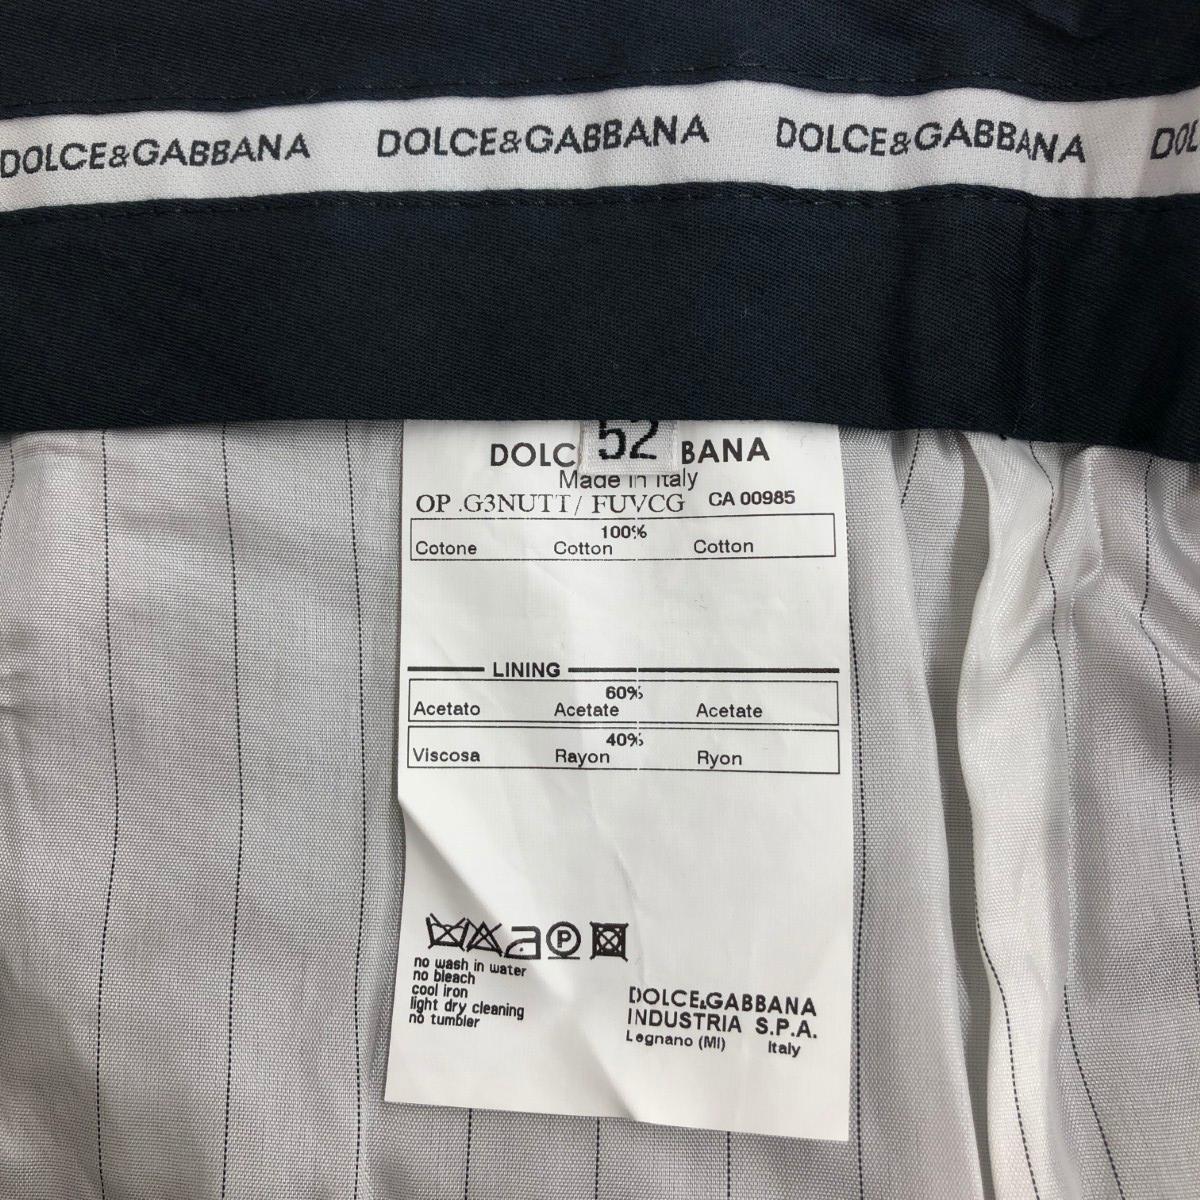 DOLCE&GABBANA DOLCE&GABBANA DOLCE&GABBANA DOL
52
DOLC BANA
Made in Italy
OP .G3NUTT/ FUVCG CA 00985
100%
Cotone Cotton Cotton
LINING
60%
Acetato Acetate Acetate
40%
Viscosa Rayon Ryon
P
no wash in water
no bleach
cool iron
light dry cleaning
no tumbler
DOLCE&GABBANA
INDUSTRIA S.P.A.
Legnano (MI) Italy